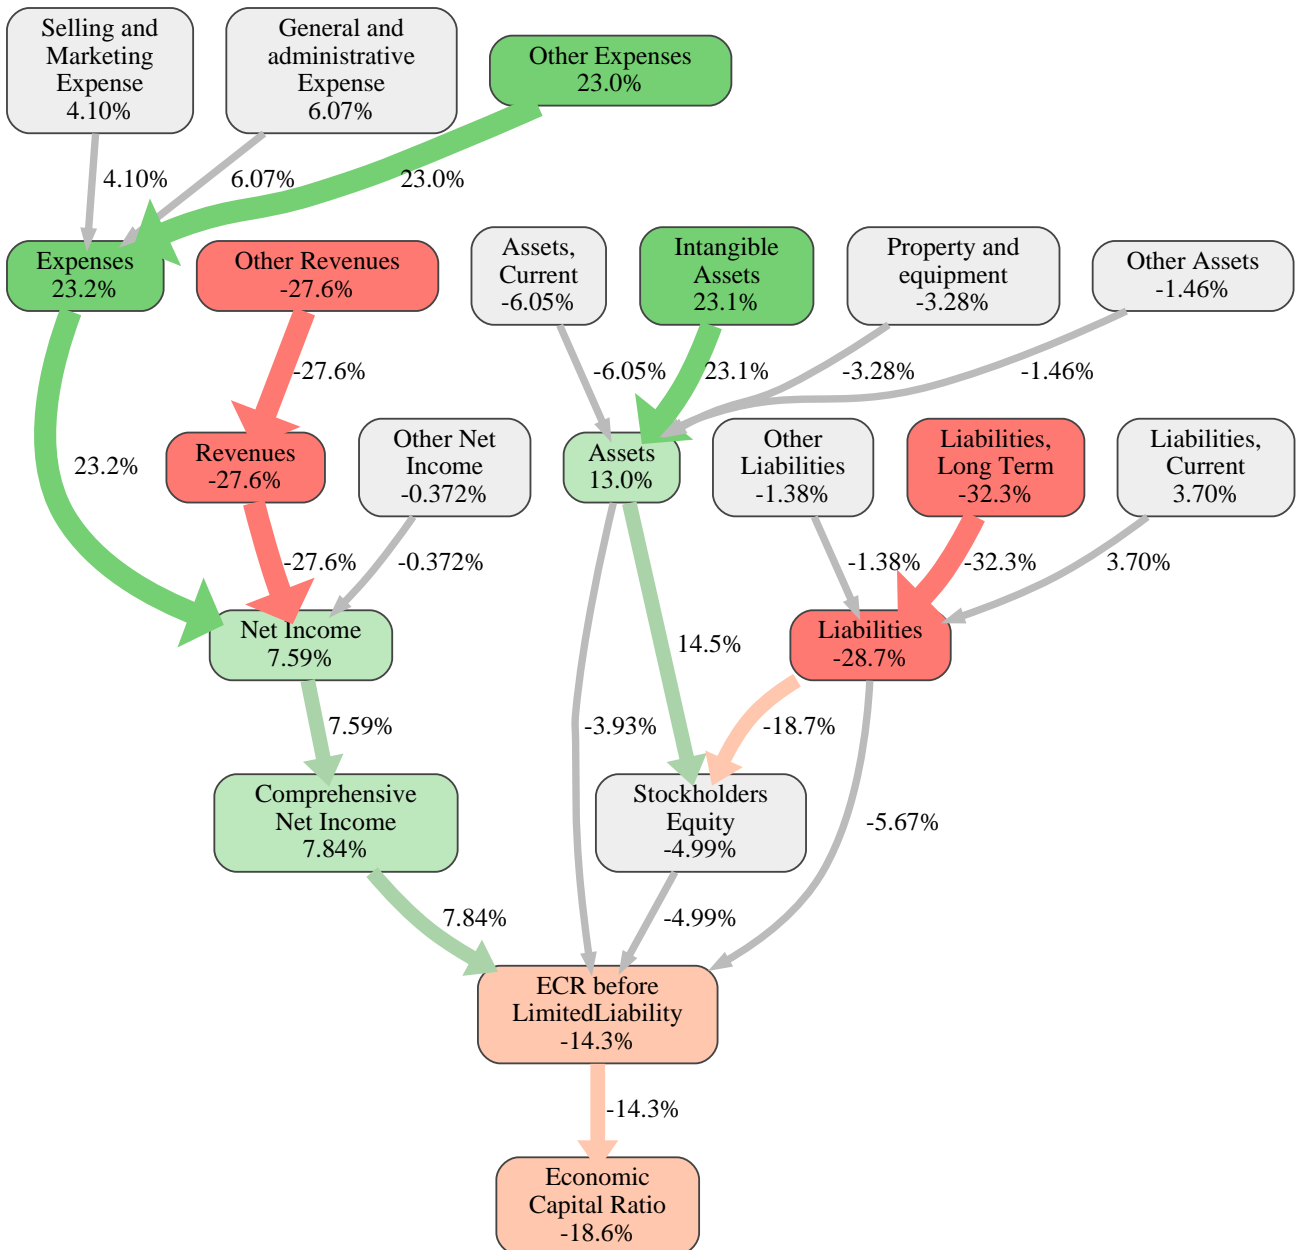 Selling and
Marketing
Expense
4.10%
General and
administrative
Expense
6.07%
Other Expenses
23.0%
4.10%
6.07%
23.0%
Expenses
23.2%
Other Revenues
-27.6%
Assets,
Current
-6.05%
Intangible
Assets
23.1%
Property and
equipment
-3.28%
Other Assets
-1.46%
-27.6%
-6.05%
23.1%
-3.28%
-1.46%
Revenues
-27.6%
Other Net
Income
-0.372%
Assets
13.0%
Other
Liabilities
-1.38%
Liabilities,
Long Term
-32.3%
Liabilities,
Current
3.70%
23.2%
-27.6%
-0.372%
-1.38%
-32.3%
3.70%
Net Income
7.59%
14.5%
Liabilities
-28.7%
7.59%
-3.93%
-18.7%
Comprehensive
Net Income
7.84%
Stockholders
Equity
-4.99%
-5.67%
7.84%
-4.99%
ECR before
LimitedLiability
-14.3%
-14.3%
Economic
Capital Ratio
-18.6%